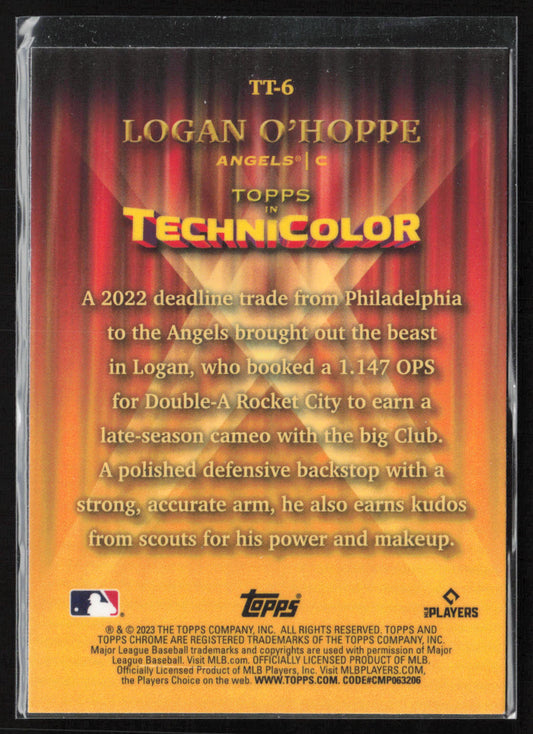 TT-6
LOGAN O'HOPPE
ANGELS® | C
TOPPS
IN
TECHNICOLOR
A 2022 deadline trade from Philadelphia
to the Angels brought out the beast
in Logan, who booked a 1.147 OPS
for Double-A Rocket City to earn a
late-season cameo with the big Club.
A polished defensive backstop with a
strong, accurate arm, he also earns kudos
from scouts for his power and makeup.
topps
MLB PLAYERS
® & © 2023 THE TOPPS COMPANY, INC. ALL RIGHTS RESERVED. TOPPS AND
TOPPS CHROME ARE REGISTERED TRADEMARKS OF THE TOPPS COMPANY, INC.
Major League Baseball trademarks and copyrights are used with permission of Major
League Baseball. Visit MLB.com. OFFICIALLY LICENSED PRODUCT OF MLB.
Officially Licensed Product of MLB Players, Inc. Visit MLBPLAYERS.COM,
the Players Choice on the web. WWW.TOPPS.COM. CODE#CMP063206